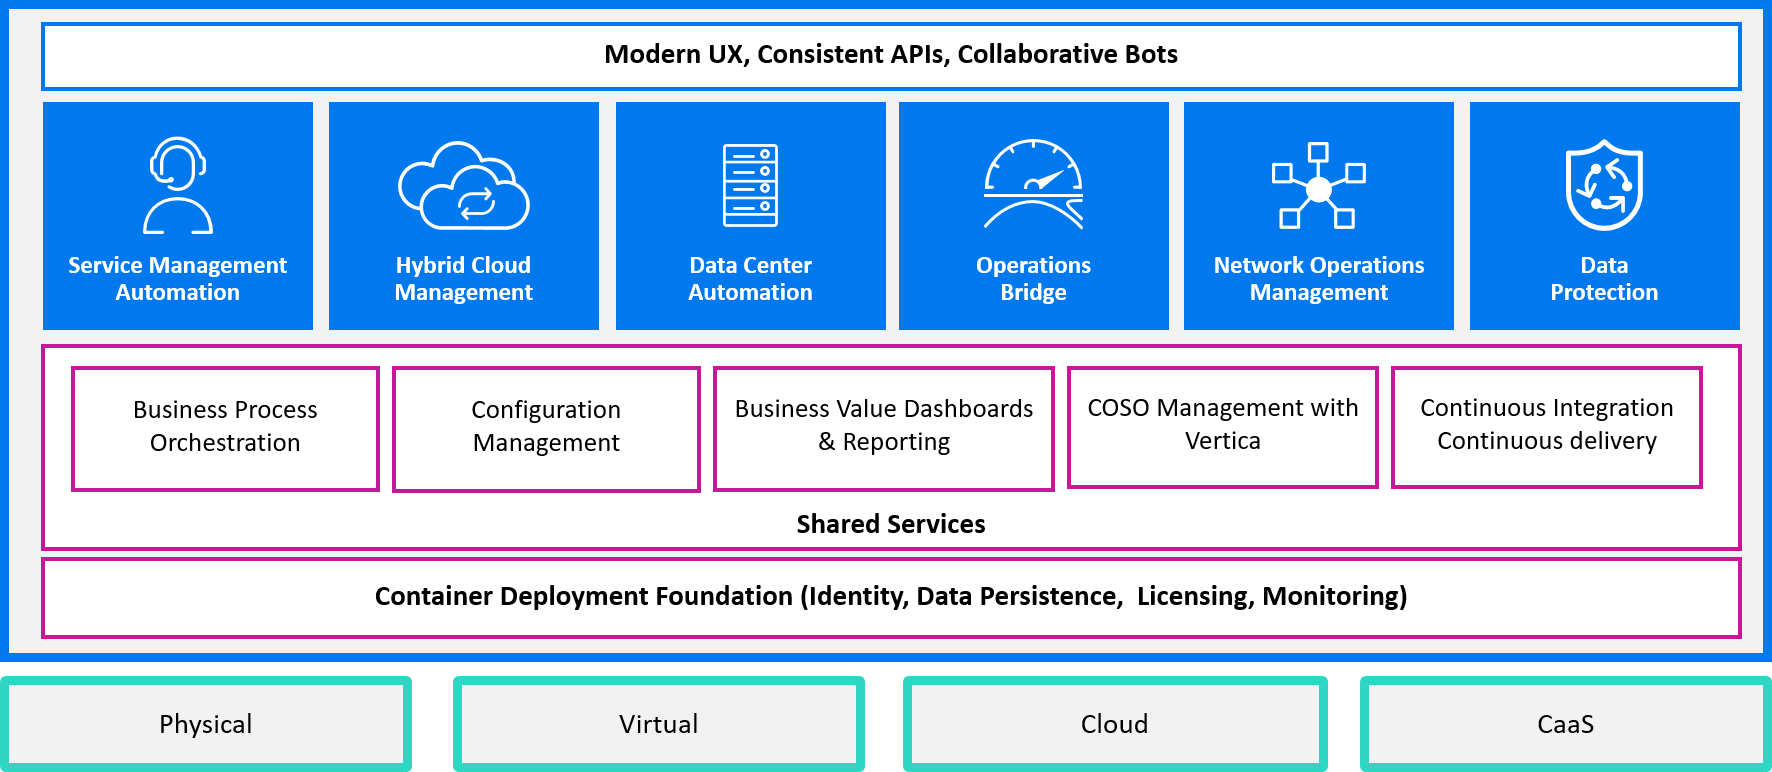 Modern UX, Consistent APIs, Collaborative Bots
Service Management
Automation
Hybrid Cloud
Management
Data Center
Automation
Operations
Bridge
Network Operations
Management
Data
Protection
Business Process
Orchestration
Configuration
Management
Business Value Dashboards
& Reporting
COSO Management with
Vertica
Continuous Integration
Continuous delivery
Shared Services
Container Deployment Foundation (Identity, Data Persistence,  Licensing, Monitoring)
Physical
Virtual
Cloud
CaaS